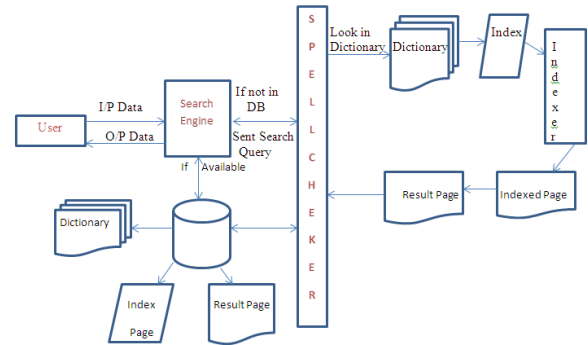 User
I/P Data
O/P Data
Search
Engine
If not in
DB
Sent Search
Query
If Available
Dictionary
Index
Page
Result Page
S
P
E
L
L
C
H
E
K
E
R
Look in
Dictionary
Dictionary
Index
I
n
d
e
x
e
r
Result Page
Indexed Page